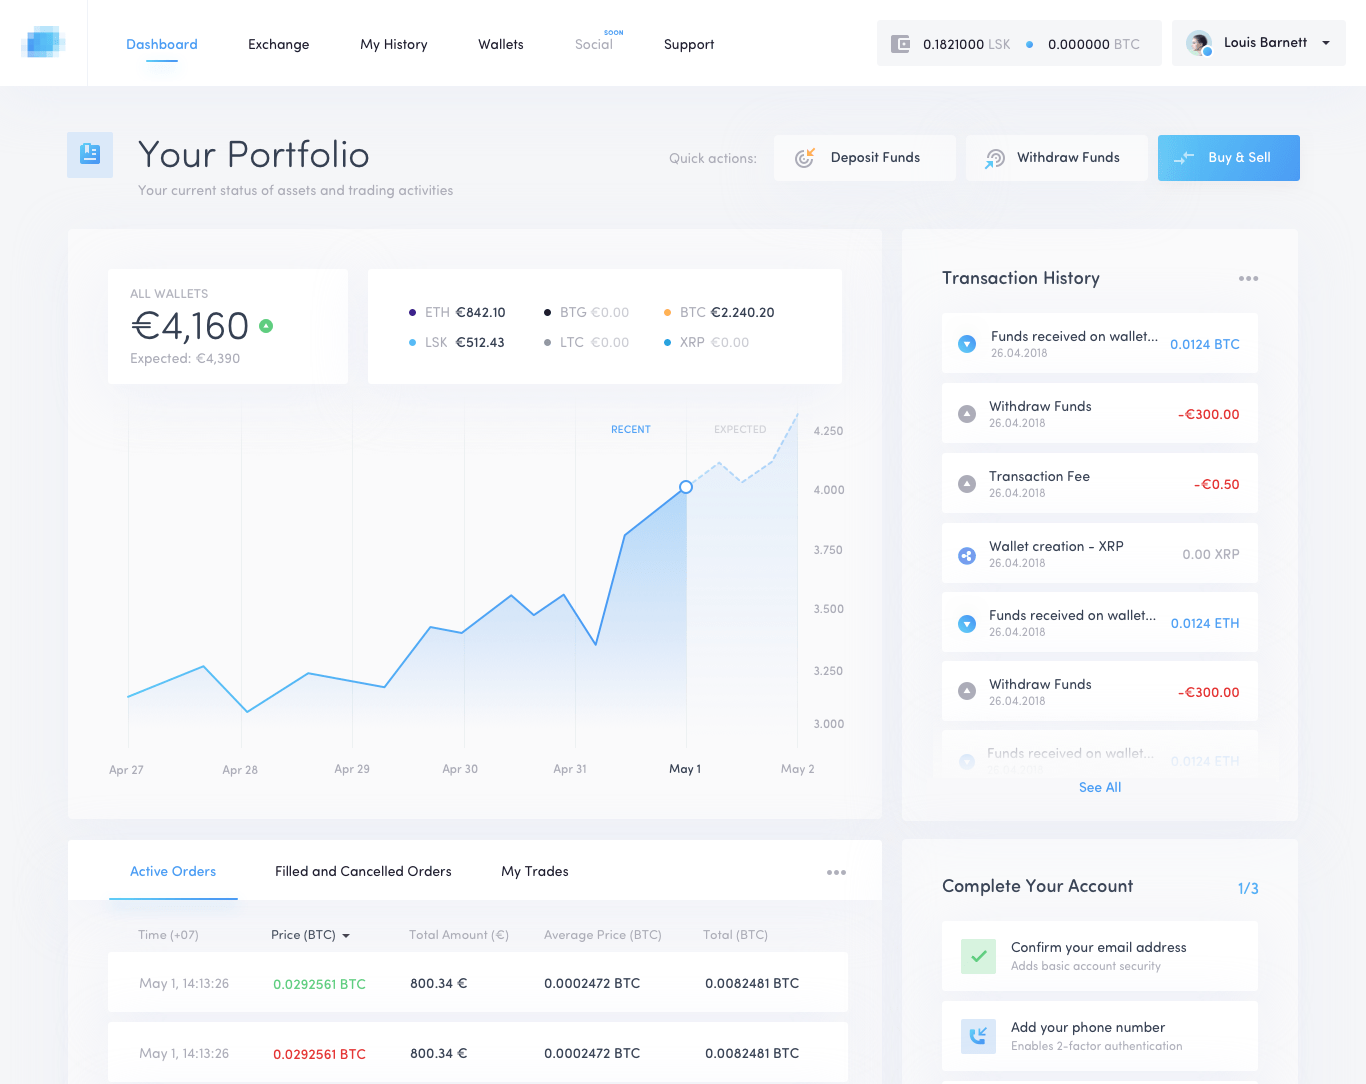 Dashboard
Exchange
My History
Wallets
Social
SOON
Support
0.1821000 LSK
0.000000 BTC
Louis Barnett
Your Portfolio
Your current status of assets and trading activities
Quick actions:
Deposit Funds
Withdraw Funds
Buy & Sell
ALL WALLETS
€4,160
Expected: €4,390
ETH €842.10
BTG €0.00
BTC €2.240.20
LSK €512.43
LTC €0.00
XRP €0.00
RECENT
EXPECTED
4.250
4.000
3.750
3.500
3.250
3.000
Apr 27
Apr 28
Apr 29
Apr 30
Apr 31
May 1
May 2
Transaction History
Funds received on wallet...
26.04.2018
0.0124 BTC
Withdraw Funds
26.04.2018
-€300.00
Transaction Fee
26.04.2018
-€0.50
Wallet creation - XRP
26.04.2018
0.00 XRP
Funds received on wallet...
26.04.2018
0.0124 ETH
Withdraw Funds
26.04.2018
-€300.00
Funds received on wallet...
0.0124 ETH
See All
Active Orders
Filled and Cancelled Orders
My Trades
Time (+07)
Price (BTC)
Total Amount (€)
Average Price (BTC)
Total (BTC)
May 1, 14:13:26
0.0292561 BTC
800.34 €
0.0002472 BTC
0.0082481 BTC
May 1, 14:13:26
0.0292561 BTC
800.34 €
0.0002472 BTC
0.0082481 BTC
Complete Your Account
1/3
Confirm your email address
Adds basic account security
Add your phone number
Enables 2-factor authentication